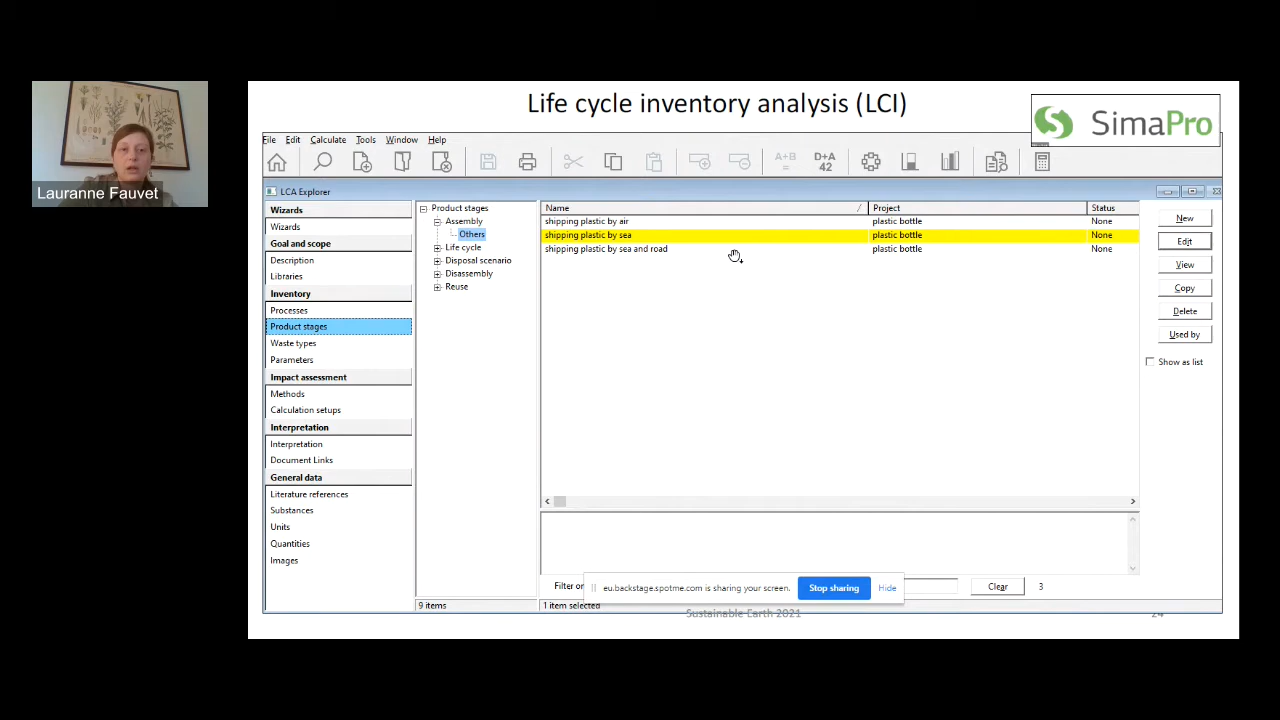 Life cycle inventory analysis (LCI)
SimaPro
Lauranne Fauvet
File Edit Calculate Tools Window Help
A+B
D+A
42
LCA Explorer
Wizards
Wizards
Goal and scope
Description
Libraries
Inventory
Processes
Product stages
Waste types
Parameters
Impact assessment
Methods
Calculation setups
Interpretation
Interpretation
Document Links
General data
Literature references
Substances
Units
Quantities
Images
Product stages
Assembly
Others
Life cycle
Disposal scenario
Disassembly
Reuse
Name / Project Status
shipping plastic by air plastic bottle None
shipping plastic by sea plastic bottle None
shipping plastic by sea and road plastic bottle None
New
Edit
View
Copy
Delete
Used by
Show as list
Filter on
eu.backstage.spotme.com is sharing your screen. Stop sharing Hide
Clear 3
9 items 1 item selected
Sustainable Earth 2021 24